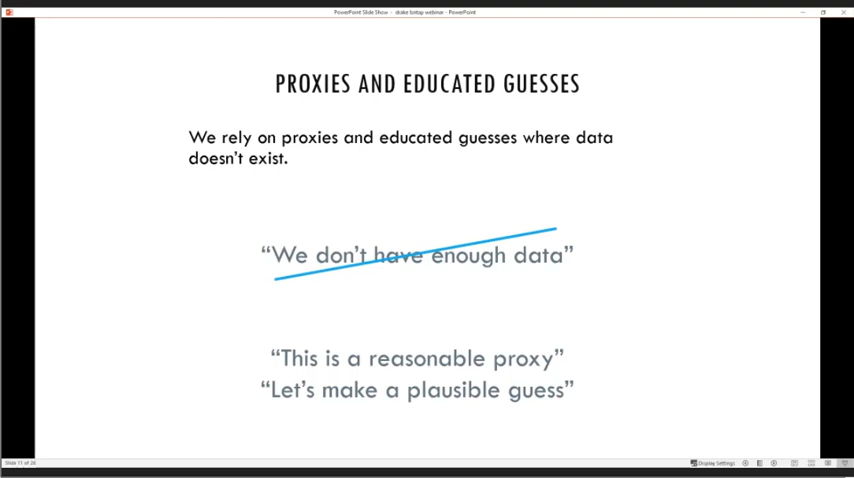 PowerPoint Slide Show - drake luntap webinar - PowerPoint
PROXIES AND EDUCATED GUESSES
We rely on proxies and educated guesses where data
doesn't exist.
“We don't have enough data”
“This is a reasonable proxy”
“Let's make a plausible guess”
Slide 11 of 28
Display Settings